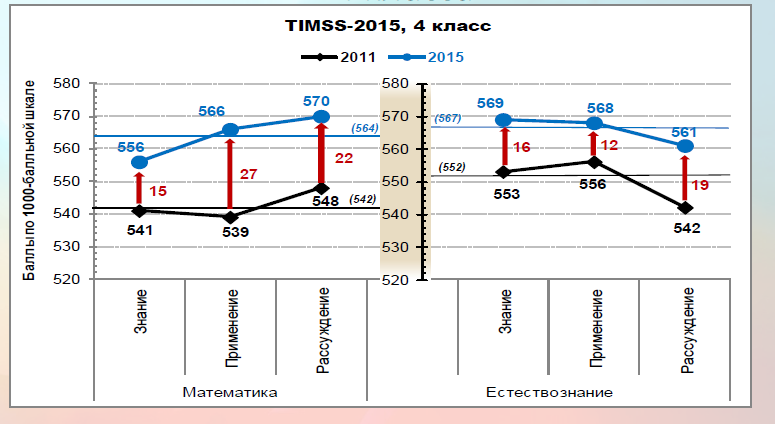 TIMSS-2015, 4 класс
2011 2015
Баллы по 1000-балльной шкале
580 580
570 570
560 560
550 550
540 540
530 530
520 520
556 566 570 (564)
15 27 22
541 539 548 (542)
569 568 561 (567)
16 12 19
553 556 542 (552)
Знание Применение Рассуждение Знание Применение Рассуждение
Математика Естествознание